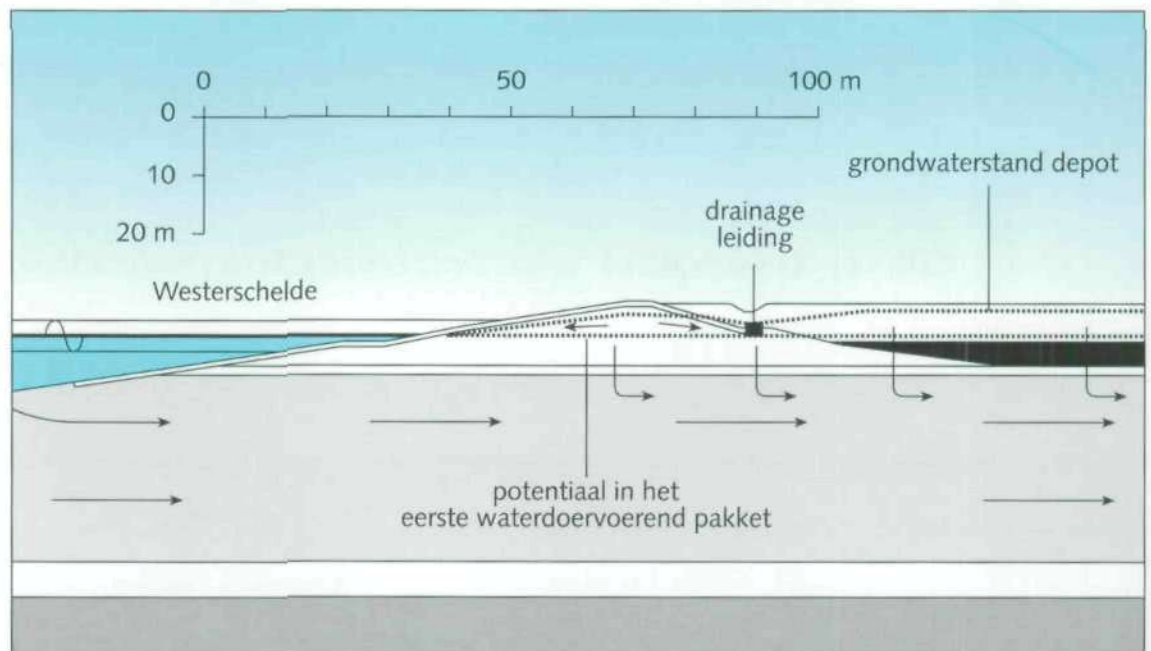 0 50 100 m
0
10
20 m
grondwaterstand depot
drainage
leiding
Westerschelde
potentiaal in het
eerste waterdoervoerend pakket